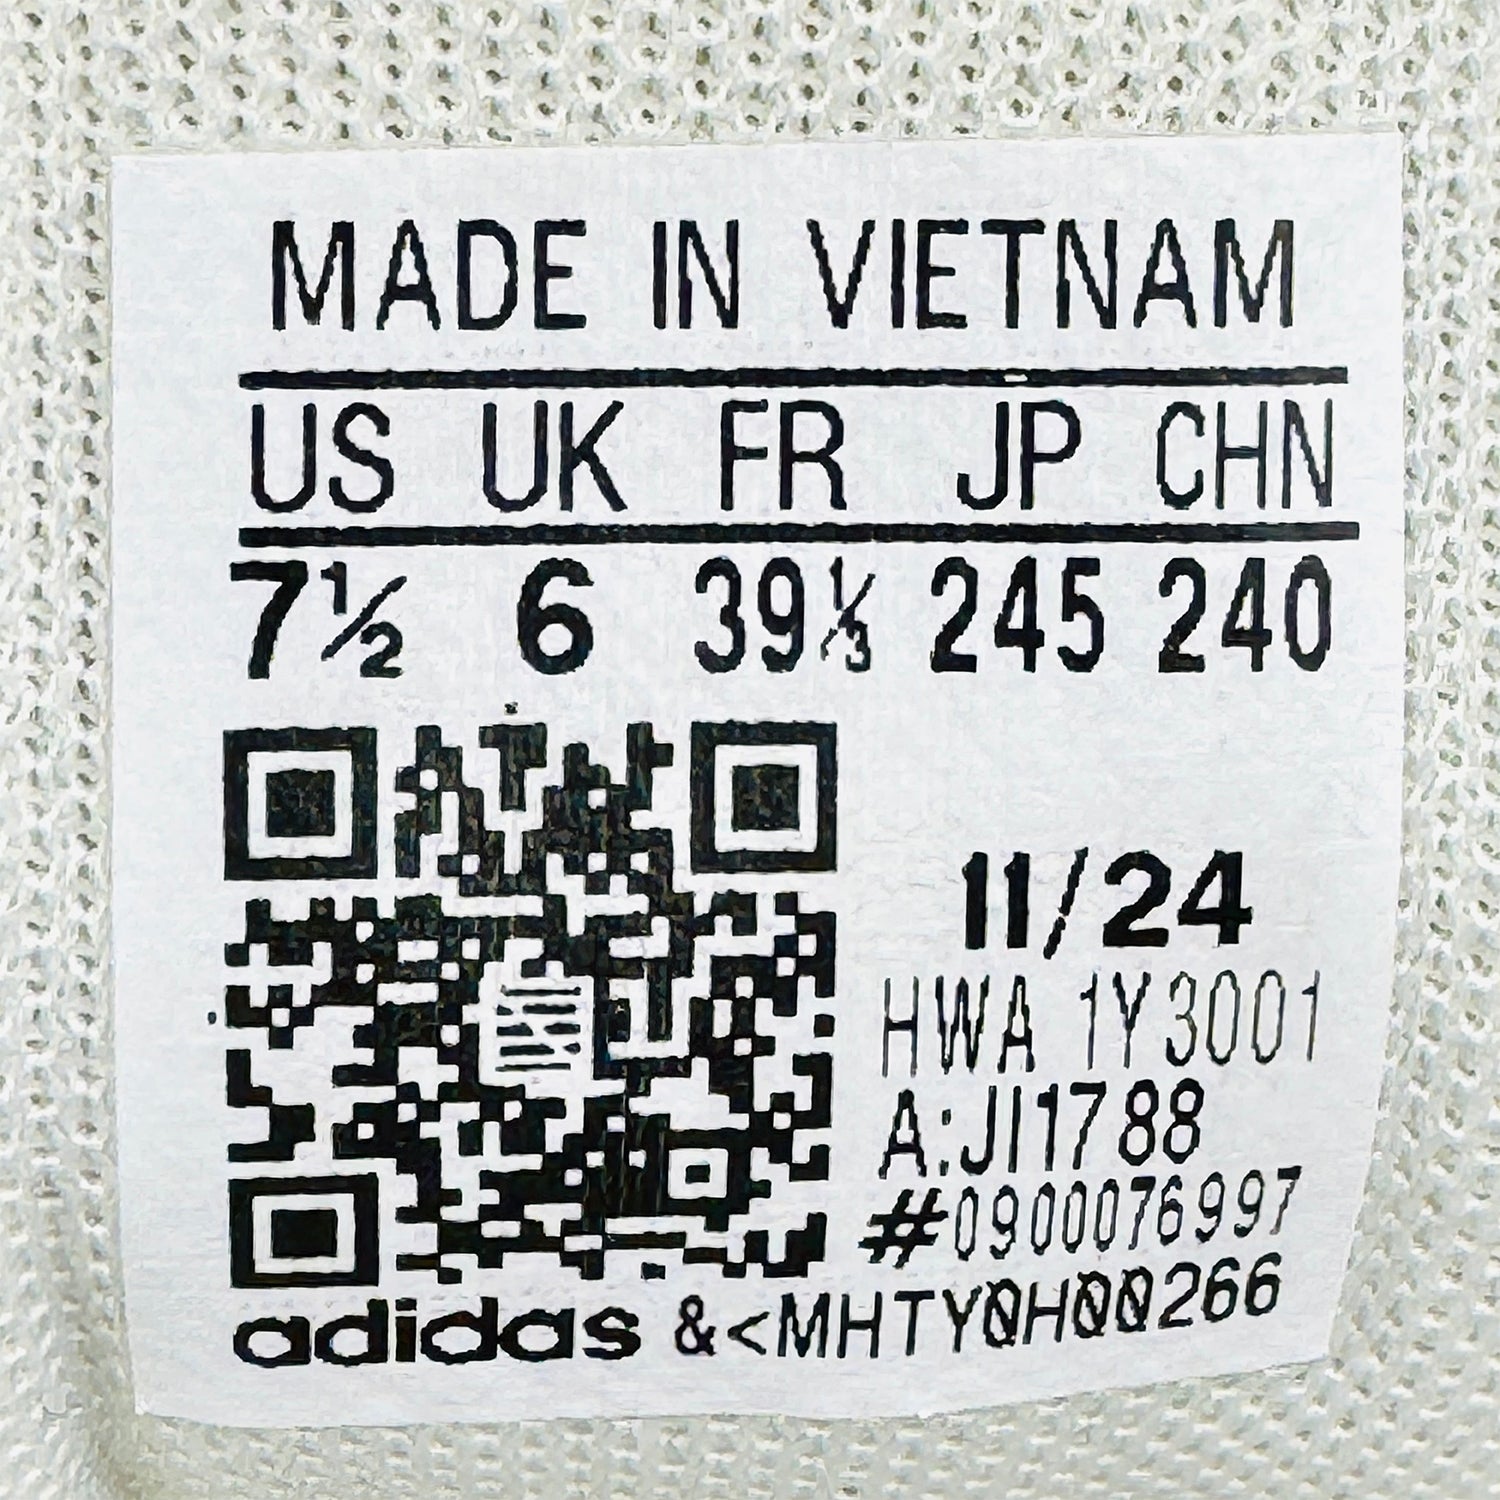 MADE IN VIETNAM
US UK FR JP CHN
7½ 6 39⅓ 245 240
11/24
HWA 1Y3001
A:JI1788
#0900076997
adidas &<MHTY0H00266